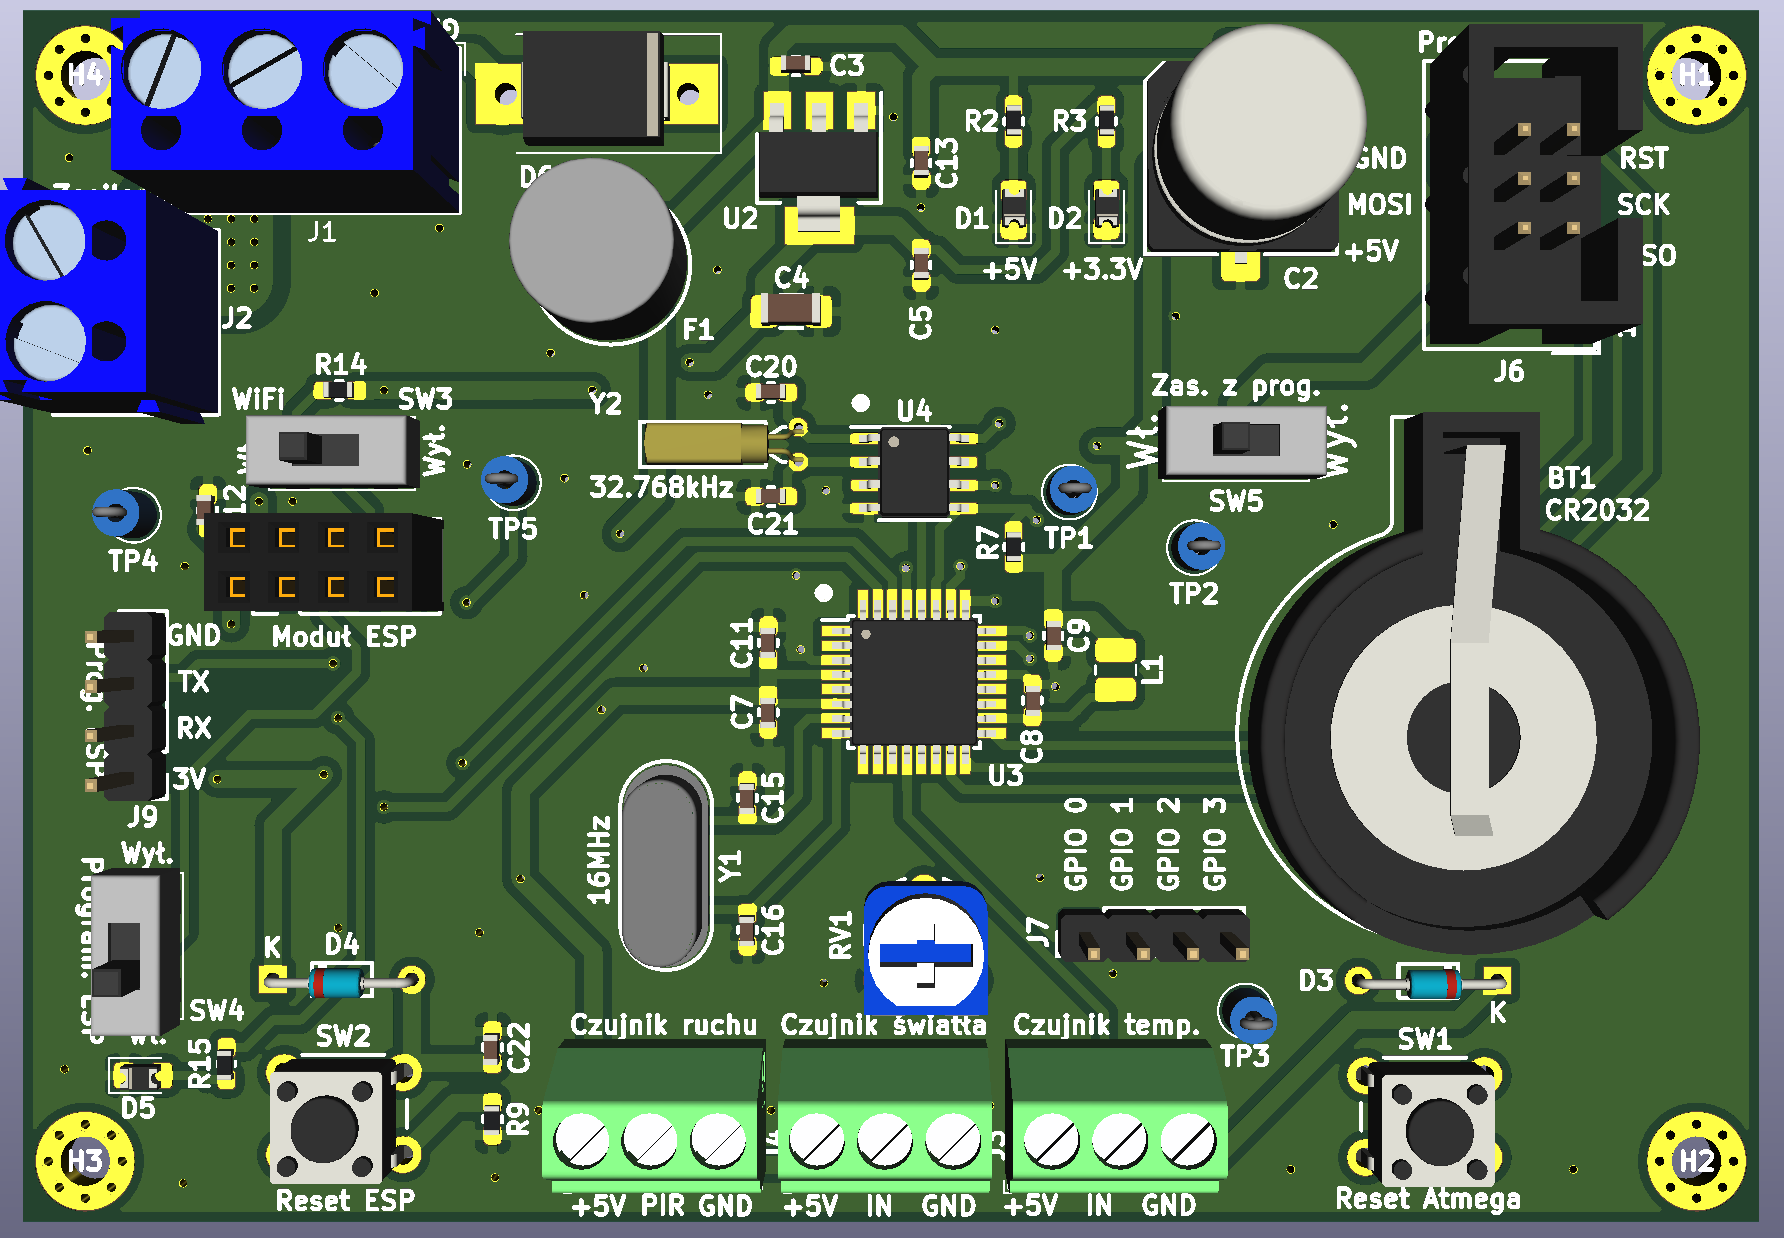 H4
J1
D6
C3
U2
C13
R2
D1
+5V
R3
D2
+3.3V
GND
MOSI
+5V
C2
RST
SCK
SO
J6
H1
J2
F1
C4
C5
R14
WiFi
SW3
Wył.
Y2
C20
32.768kHz
C21
U4
Zas. z prog.
Wł.
Wył.
SW5
BT1
CR2032
TP4
12
TP5
TP1
TP2
R7
Moduł ESP
GND
TX
RX
3V
J9
C11
C7
C9
L1
C8
U3
C15
16MHz
Y1
C16
GPIO 0
GPIO 1
GPIO 2
GPIO 3
J7
RV1
Wył.
SW4
K
D4
D3
K
SW2
R15
D5
C22
R9
Reset ESP
Czujnik ruchu
Czujnik światła
Czujnik temp.
TP3
SW1
+5V PIR GND
+5V IN GND
+5V IN GND
Reset Atmega
H3
H2